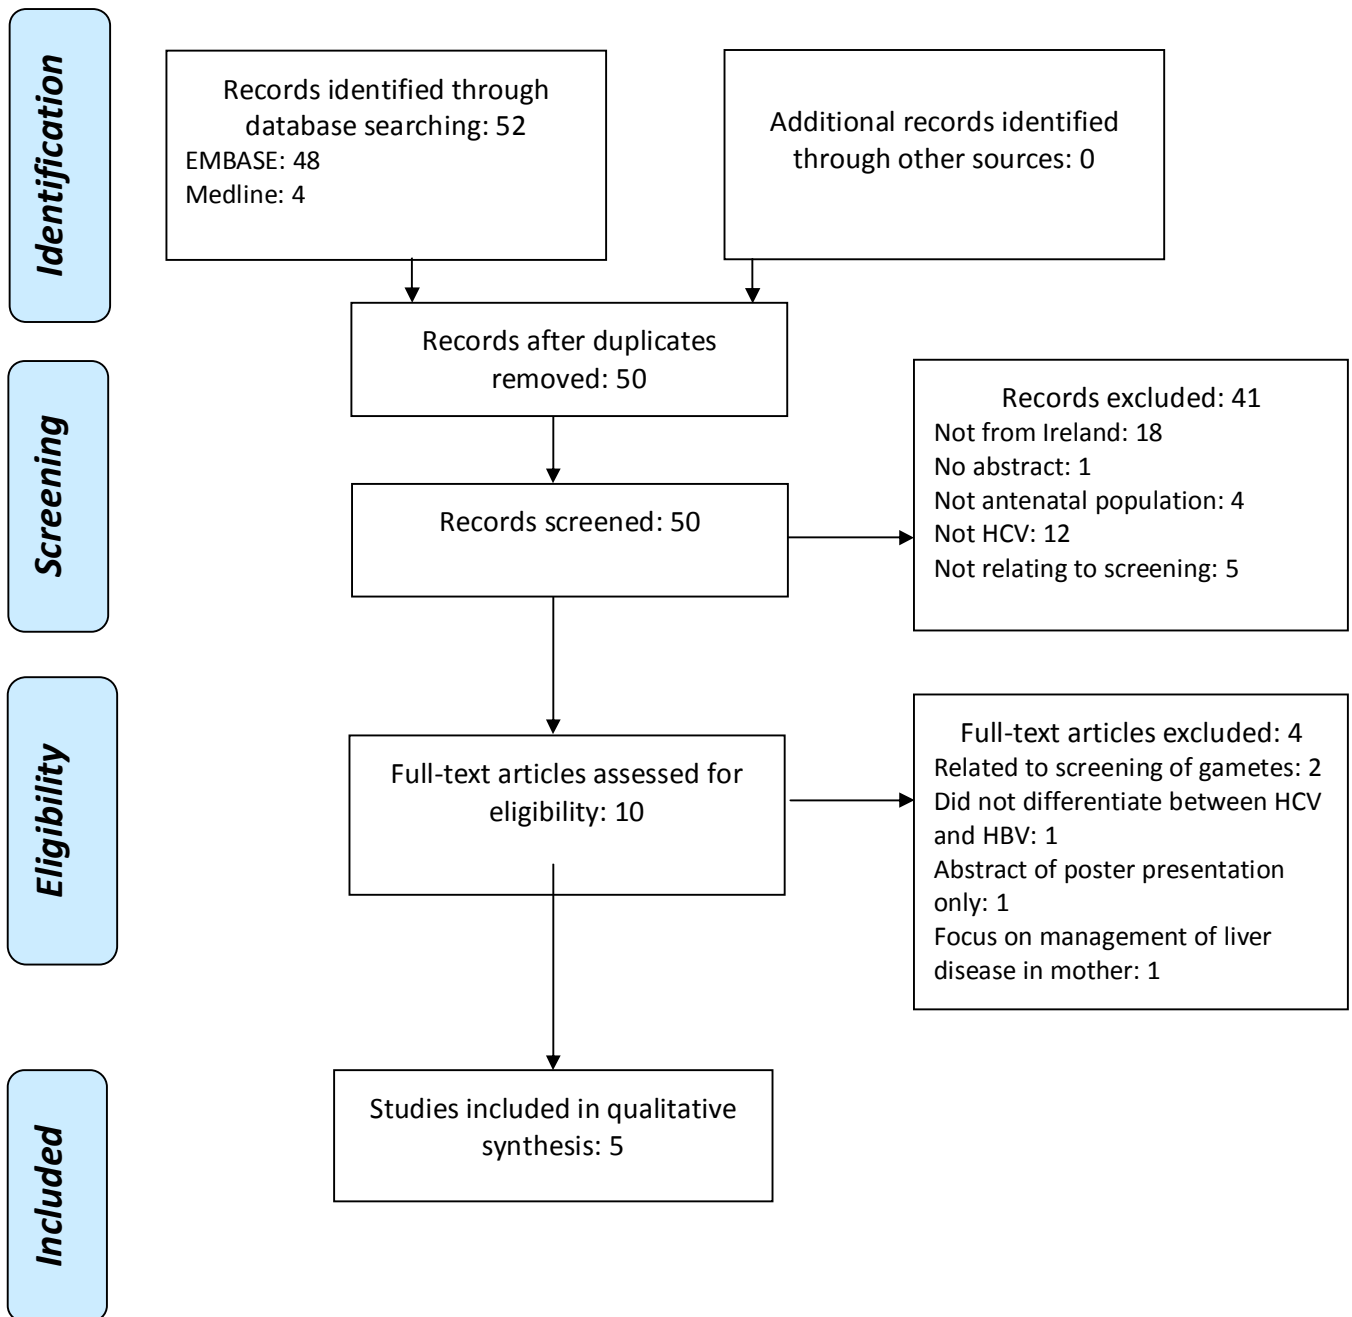 Identification
Records identified through
database searching: 52
EMBASE: 48
Medline: 4
Additional records identified
through other sources: 0
Records after duplicates
removed: 50
Screening
Records screened: 50
Records excluded: 41
Not from Ireland: 18
No abstract: 1
Not antenatal population: 4
Not HCV: 12
Not relating to screening: 5
Eligibility
Full-text articles assessed for
eligibility: 10
Full-text articles excluded: 4
Related to screening of gametes: 2
Did not differentiate between HCV
and HBV: 1
Abstract of poster presentation
only: 1
Focus on management of liver
disease in mother: 1
Included
Studies included in qualitative
synthesis: 5